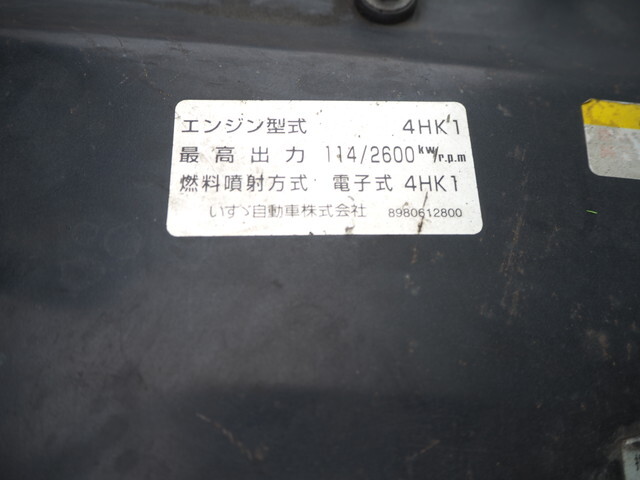 エンジン型式 4HK1
最高出力 114/2600kW/r.p.m
燃料噴射方式 電子式 4HK1
いすゞ自動車株式会社 8980612800